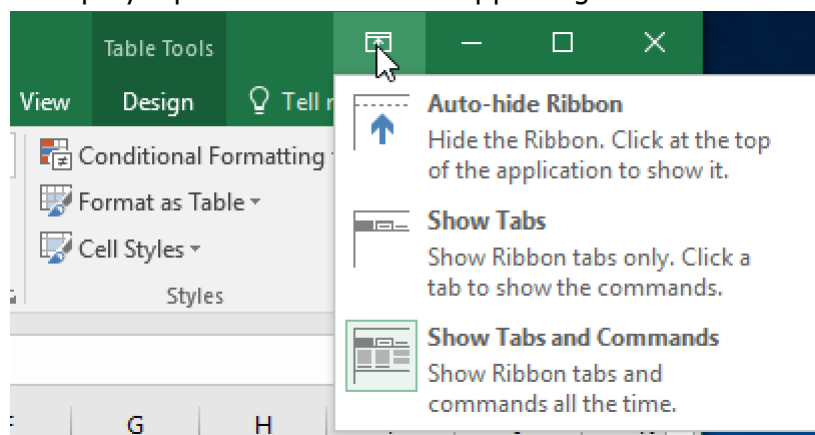 Table Tools
View Design Tell
Auto-hide Ribbon
Hide the Ribbon. Click at the top
of the application to show it.
Show Tabs
Show Ribbon tabs only. Click a
tab to show the commands.
Show Tabs and Commands
Show Ribbon tabs and
commands all the time.
Conditional Formatting
Format as Table
Cell Styles
Styles
G H